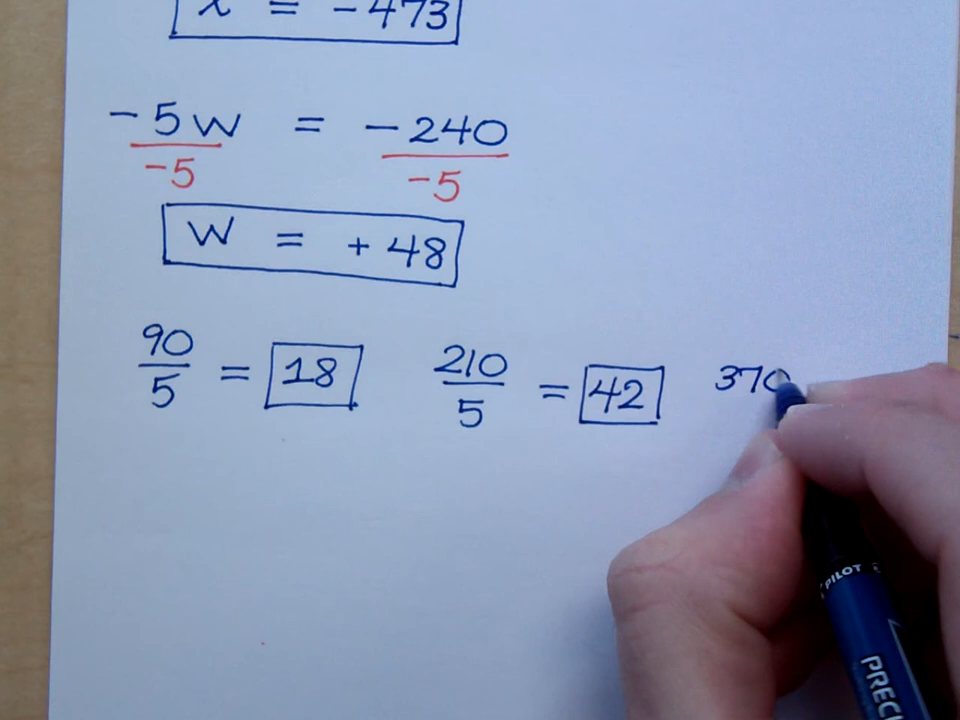 x = -473
-5w = -240
-5 -5
w = +48
90/5 = 18 210/5 = 42 370
PILOT
PREC